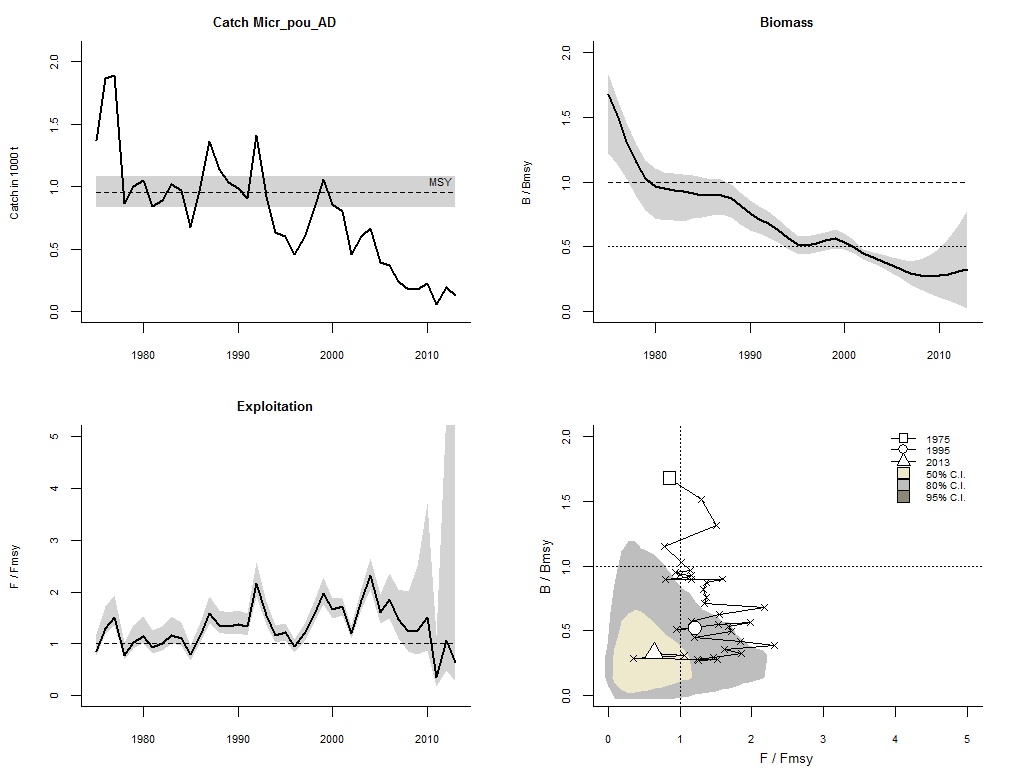 Catch Micr_pou_AD
Catch in 1000 t
2.0
1.5
1.0
0.5
0.0
MSY
1980 1990 2000 2010
Biomass
B / Bmsy
2.0
1.5
1.0
0.5
0.0
1980 1990 2000 2010
Exploitation
F / Fmsy
5
4
3
2
1
0
1980 1990 2000 2010
B / Bmsy
2.0
1.5
1.0
0.5
0.0
1975
1995
2013
50% C.I.
80% C.I.
95% C.I.
0 1 2 3 4 5
F / Fmsy